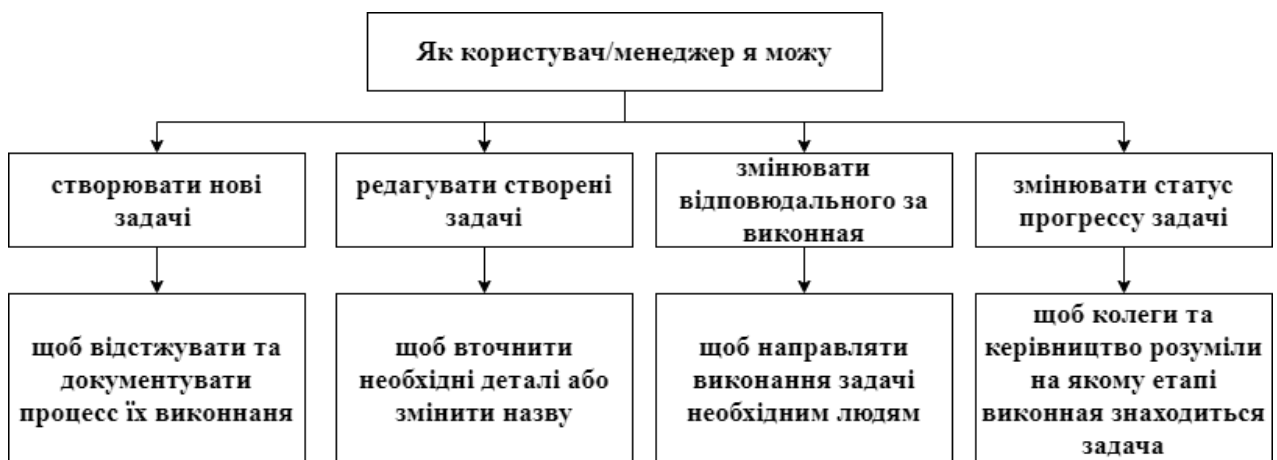 Як користувач/менеджер я можу
створювати нові
задачі
редагувати створені
задачі
змінювати
відповюдального за
виконная
змінювати статус
прогрессу задачі
щоб відстжувати та
документувати
процесс їх виконнаня
щоб вточнити
необхідні деталі або
змінити назву
щоб направляти
виконання задачі
необхідним людям
щоб колеги та
керівництво розуміли
на якому етапі
виконная знаходиться
задача